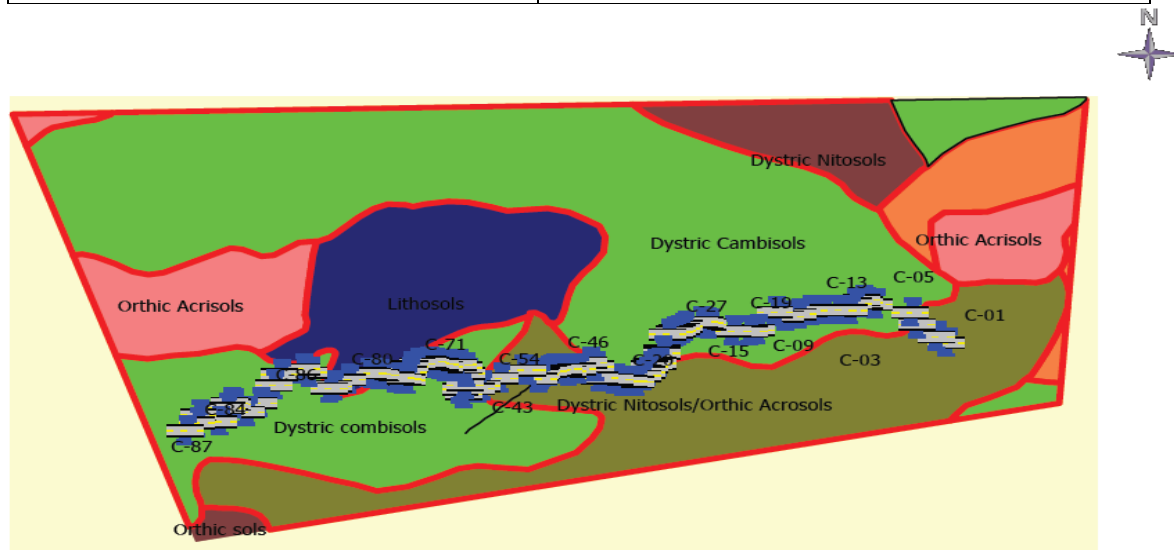 N
Dystric Nitosols
Dystric Cambisols
Orthic Acrisols
C-05
C-13
Orthic Acrisols
Lithosols
C-27
C-19
C-01
C-71
C-46
C-15
C-09
C-03
C-80
C-54
C-86
C-84
C-43
Dystric Nitosols/Orthic Acrosols
Dystric combisols
C-87
Orthic sols